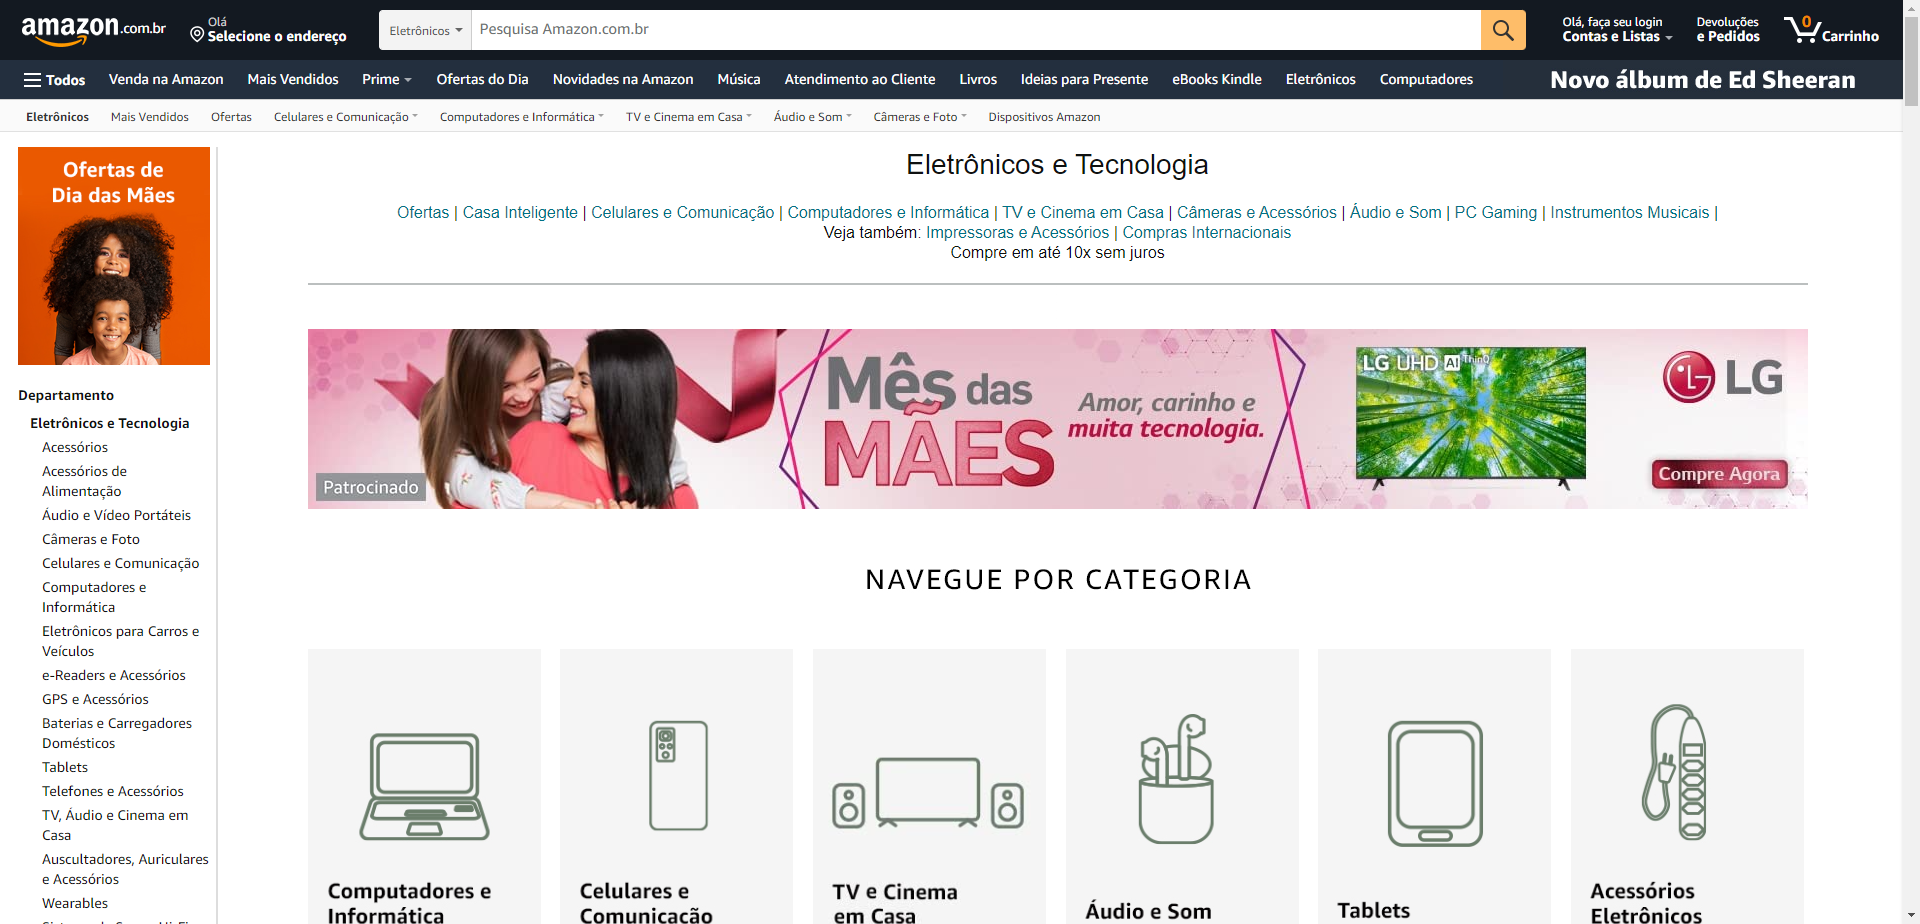 amazon.com.br
Olá
Selecione o endereço
Eletrônicos
Pesquisa Amazon.com.br
Olá, faça seu login
Contas e Listas
Devoluções
e Pedidos
0
Carrinho
Todos
Venda na Amazon
Mais Vendidos
Prime
Ofertas do Dia
Novidades na Amazon
Música
Atendimento ao Cliente
Livros
Ideias para Presente
eBooks Kindle
Eletrônicos
Computadores
Novo álbum de Ed Sheeran
Eletrônicos
Mais Vendidos
Ofertas
Celulares e Comunicação
Computadores e Informática
TV e Cinema em Casa
Áudio e Som
Câmeras e Foto
Dispositivos Amazon
Ofertas de
Dia das Mães
Departamento
Eletrônicos e Tecnologia
Acessórios
Acessórios de
Alimentação
Áudio e Vídeo Portáteis
Câmeras e Foto
Celulares e Comunicação
Computadores e
Informática
Eletrônicos para Carros e
Veículos
e-Readers e Acessórios
GPS e Acessórios
Baterias e Carregadores
Domésticos
Tablets
Telefones e Acessórios
TV, Áudio e Cinema em
Casa
Auscultadores, Auriculares
e Acessórios
Wearables
Eletrônicos e Tecnologia
Ofertas | Casa Inteligente | Celulares e Comunicação | Computadores e Informática | TV e Cinema em Casa | Câmeras e Acessórios | Áudio e Som | PC Gaming | Instrumentos Musicais |
Veja também: Impressoras e Acessórios | Compras Internacionais
Compre em até 10x sem juros
Mês das
MÃES
Amor, carinho e
muita tecnologia.
LG UHD AI ThinQ
LG
Compre Agora
Patrocinado
NAVEGUE POR CATEGORIA
Computadores e
Informática
Celulares e
Comunicação
TV e Cinema
em Casa
Áudio e Som
Tablets
Acessórios
Eletrônicos